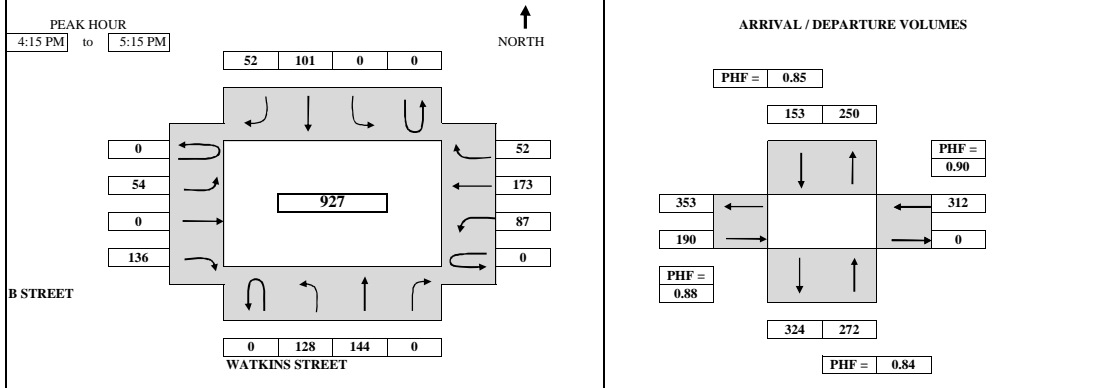 PEAK HOUR
4:15 PM to 5:15 PM
NORTH
52 101 0 0
0 52
54 173
927
0 87
136 0
B STREET
0 128 144 0
WATKINS STREET
ARRIVAL / DEPARTURE VOLUMES
PHF = 0.85
153 250
PHF =
0.90
353 312
190 0
PHF =
0.88
324 272
PHF = 0.84